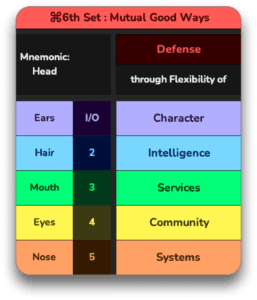 ⌘6th Set : Mutual Good Ways
Mnemonic:
Head
Defense
through Flexibility of
Ears I/O Character
Hair 2 Intelligence
Mouth 3 Services
Eyes 4 Community
Nose 5 Systems